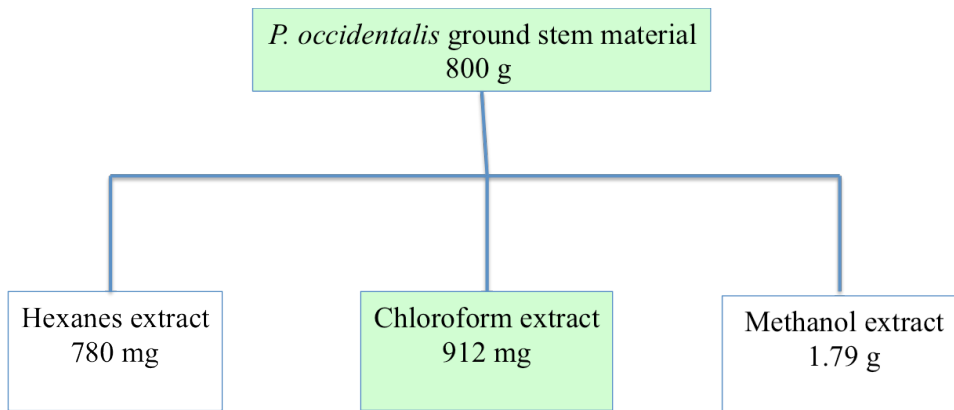 P. occidentalis ground stem material
800 g
Hexanes extract
780 mg
Chloroform extract
912 mg
Methanol extract
1.79 g